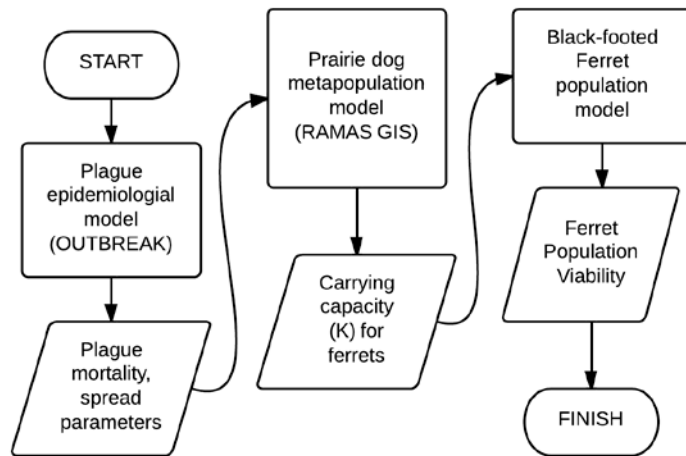 START
Plague
epidemiologial
model
(OUTBREAK)
Plague
mortality,
spread
parameters
Prairie dog
metapopulation
model
(RAMAS GIS)
Carrying
capacity
(K) for
ferrets
Black-footed
Ferret
population
model
Ferret
Population
Viability
FINISH